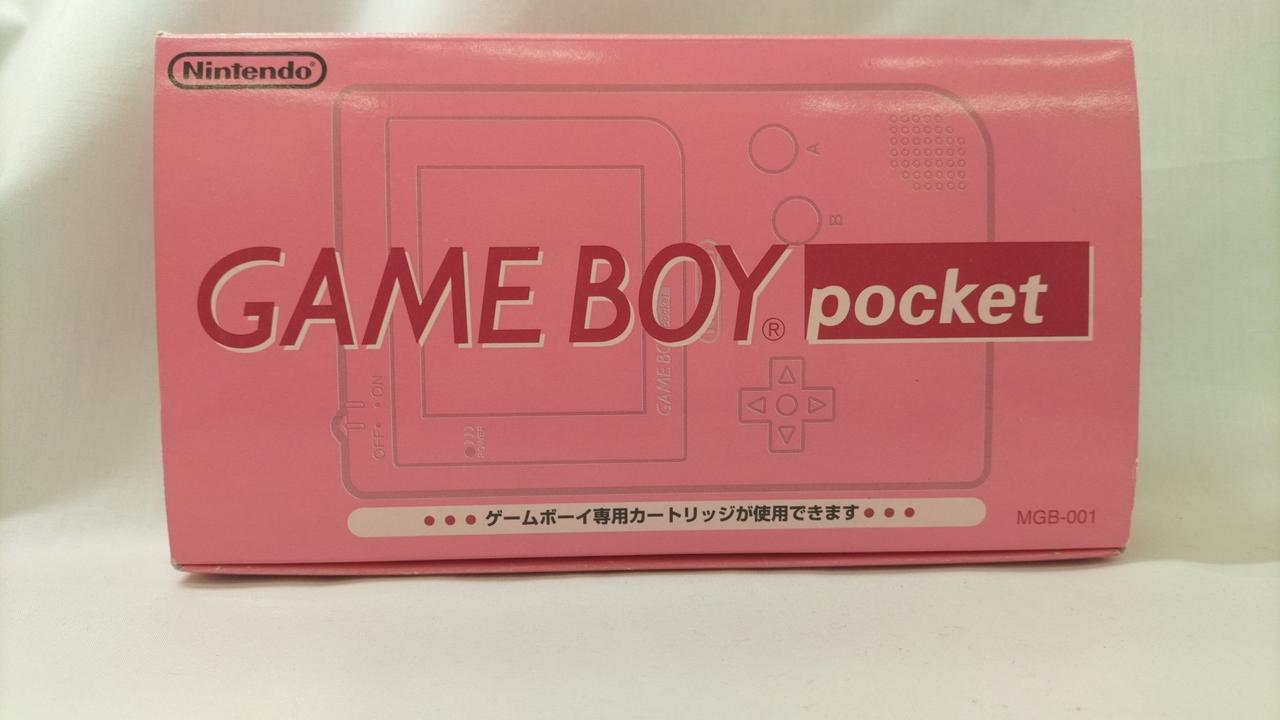 Nintendo®
A
B
GAME BOY® pocket
GAME BOY pocket
OFF• •ON
POWER
●●●ゲームボーイ専用カートリッジが使用できます●●●
MGB-001